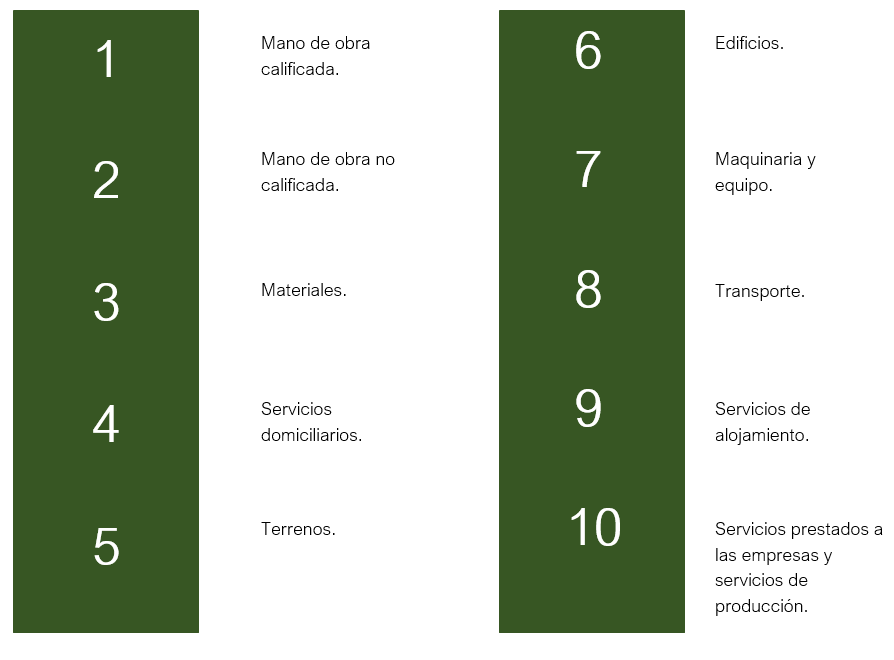 1
Mano de obra
calificada.
2
Mano de obra no
calificada.
3
Materiales.
4
Servicios
domiciliarios.
5
Terrenos.
6
Edificios.
7
Maquinaria y
equipo.
8
Transporte.
9
Servicios de
alojamiento.
10
Servicios prestados a
las empresas y
servicios de
producción.